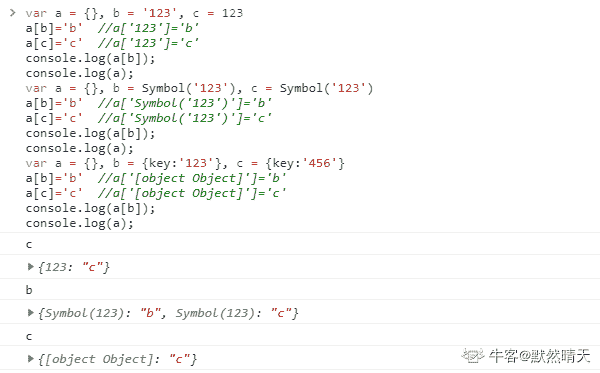 > var a = {}, b = '123', c = 123
a[b]='b' //a['123']='b'
a[c]='c' //a['123']='c'
console.log(a[b]);
console.log(a);
var a = {}, b = Symbol('123'), c = Symbol('123')
a[b]='b' //a['Symbol('123')']='b'
a[c]='c' //a['Symbol('123')']='c'
console.log(a[b]);
console.log(a);
var a = {}, b = {key:'123'}, c = {key:'456'}
a[b]='b' //a['[object Object]']='b'
a[c]='c' //a['[object Object]']='c'
console.log(a[b]);
console.log(a);
c
▶{123: "c"}
b
▶{Symbol(123): "b", Symbol(123): "c"}
c
▶{[object Object]: "c"}
牛客@默然晴天